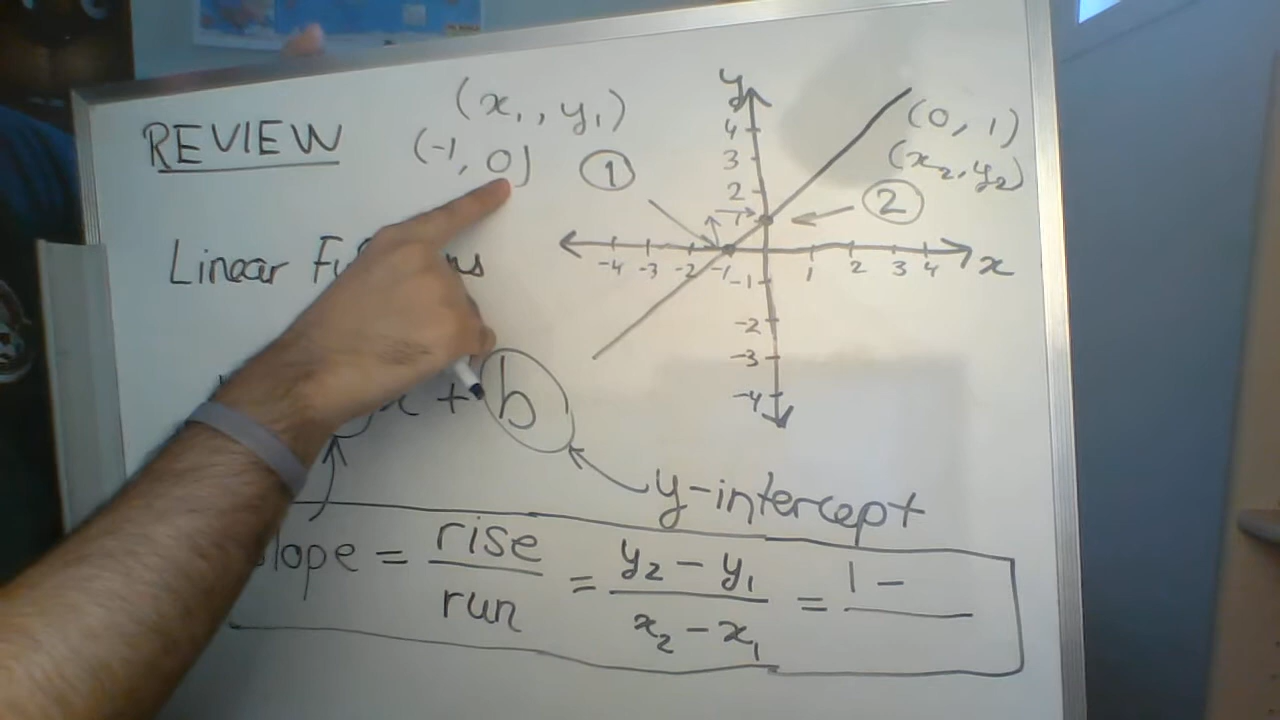 REVIEW
(x₁, y₁)
(-1, 0)
①
(0, 1)
(x₂, y₂)
②
y
4
3
2
1
-4 -3 -2 -1 1 2 3 4 x
-1
-2
-3
-4
Linear
x + b
y-intercept
= rise/run = y₂ - y₁/x₂ - x₁ = 1 -